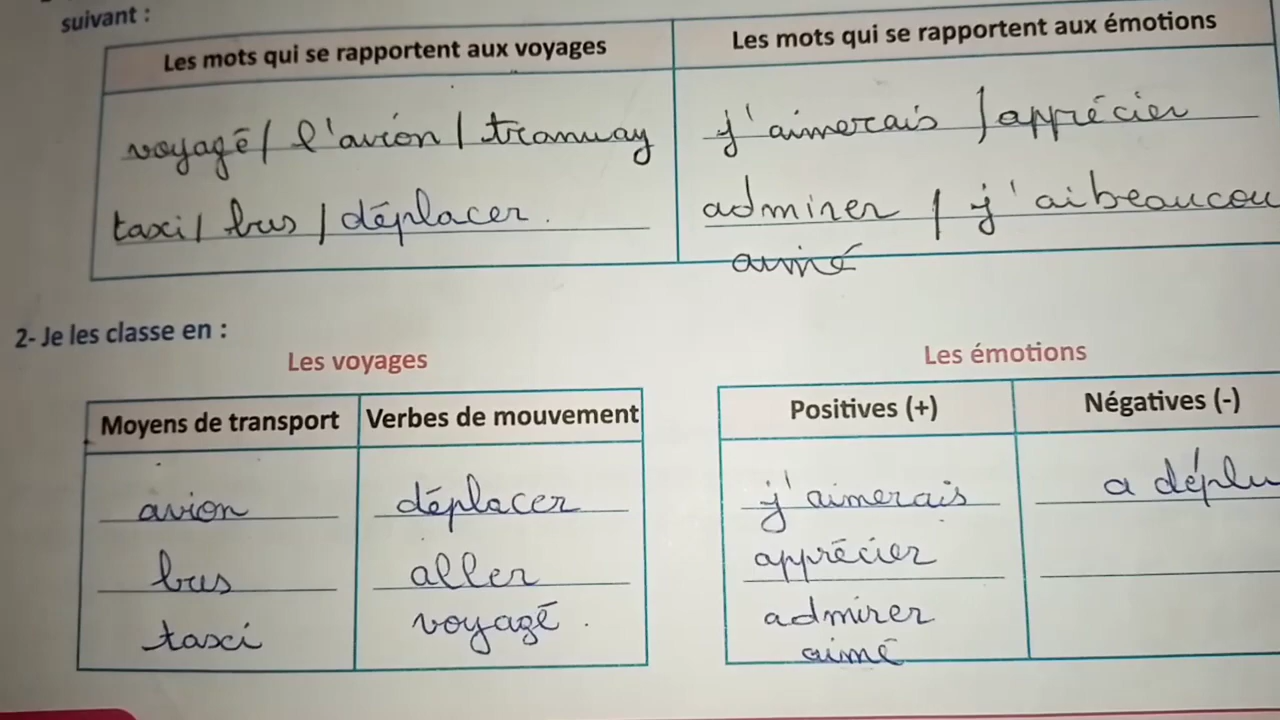 suivant :
Les mots qui se rapportent aux voyages
Les mots qui se rapportent aux émotions
voyagé / l'avion / tramway
taxi / bus / déplacer.
j'aimerais / apprécier
admirer / j'ai beaucou
aimé
2- Je les classe en :
Les voyages
Moyens de transport
Verbes de mouvement
avion
déplacer
bus
aller
taxi
voyagé.
Les émotions
Positives (+)
Négatives (-)
j'aimerais
a déplu
apprécier
admirer
aimé